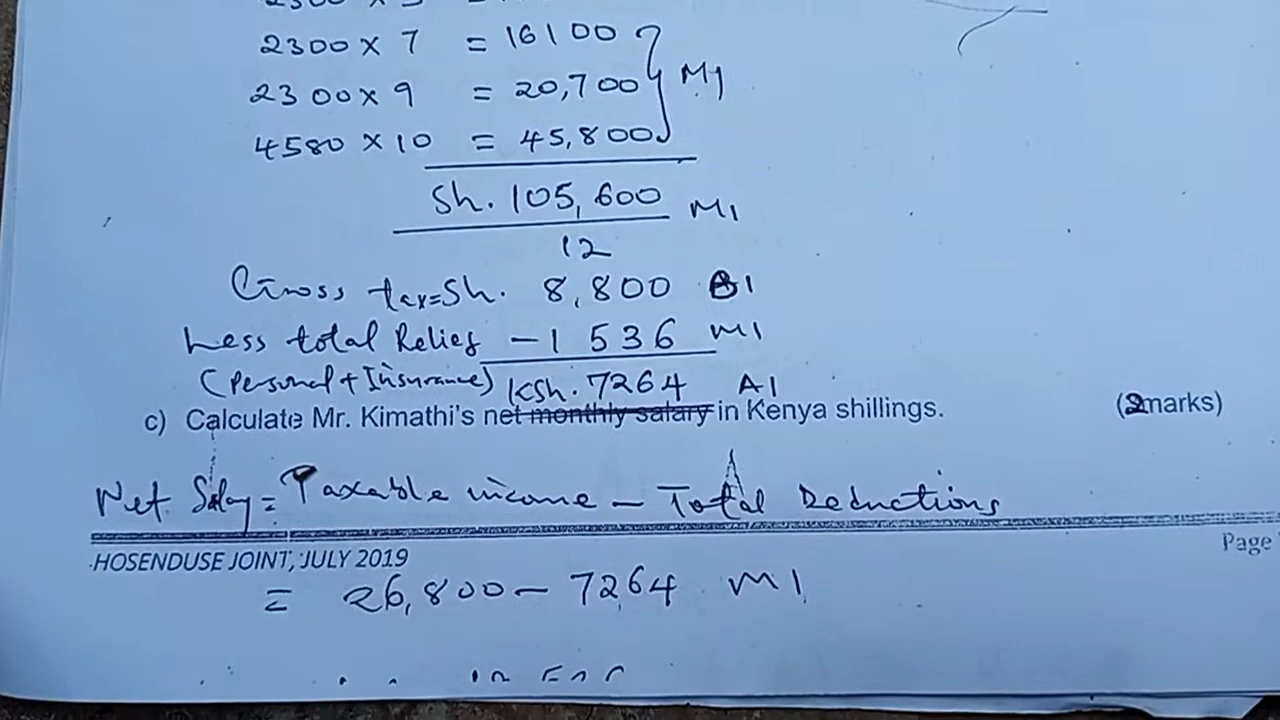 2300 x 7 = 16100
2300 x 9 = 20,700 M1
4580 x 10 = 45,800
Sh. 105,600 M1
12
Gross tax=Sh. 8,800 B1
Less total Relief - 1 536 M1
(Personal + Insurance) Ksh. 7264 A1
c) Calculate Mr. Kimathi's net monthly salary in Kenya shillings. (2marks)
Net Salay = Taxable income - Total Deductions
HOSENDUSE JOINT, JULY 2019 Page
= 26,800 - 7264 M1